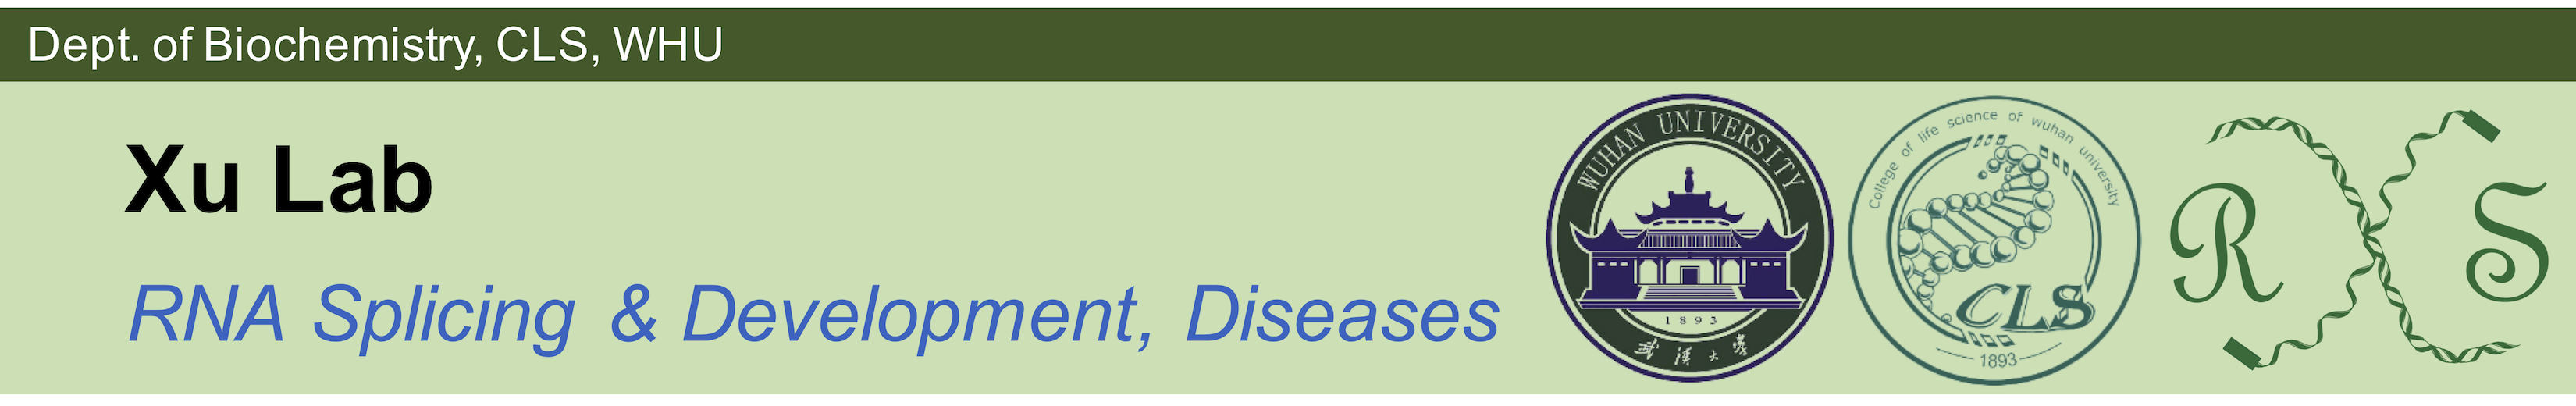 Dept. of Biochemistry, CLS, WHU
Xu Lab
RNA Splicing & Development, Diseases
WUHAN UNIVERSITY
1893
武漢大學
College of life science of wuhan university
CLS
1893
R S